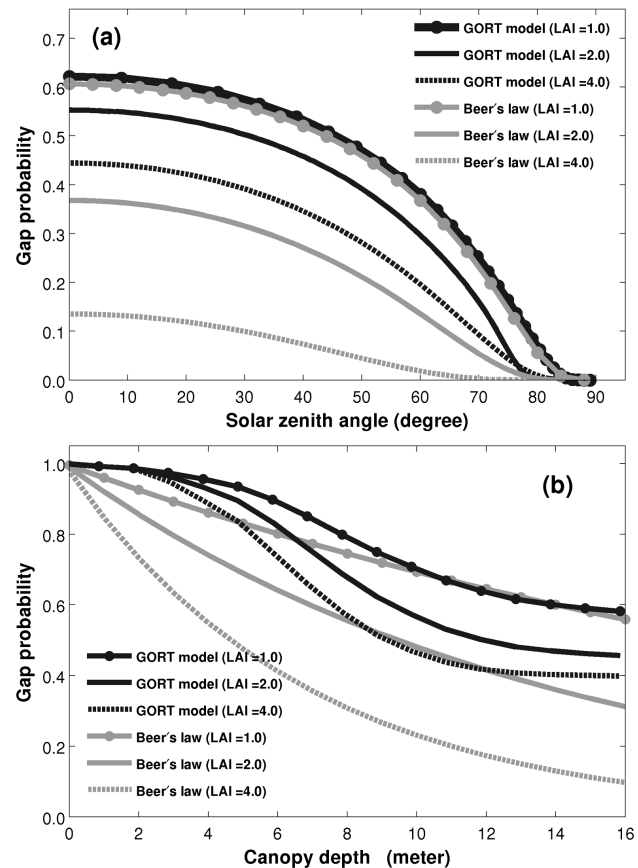 (a)
GORT model (LAI =1.0)
GORT model (LAI =2.0)
GORT model (LAI =4.0)
Beer´s law (LAI =1.0)
Beer´s law (LAI =2.0)
Beer´s law (LAI =4.0)
0.7
0.6
0.5
0.4
0.3
0.2
0.1
0.0
Gap probability
0 10 20 30 40 50 60 70 80 90
Solar zenith angle (degree)
(b)
1.0
0.8
0.6
0.4
0.2
0.0
Gap probability
GORT model (LAI =1.0)
GORT model (LAI =2.0)
GORT model (LAI =4.0)
Beer´s law (LAI =1.0)
Beer´s law (LAI =2.0)
Beer´s law (LAI =4.0)
0 2 4 6 8 10 12 14 16
Canopy depth (meter)